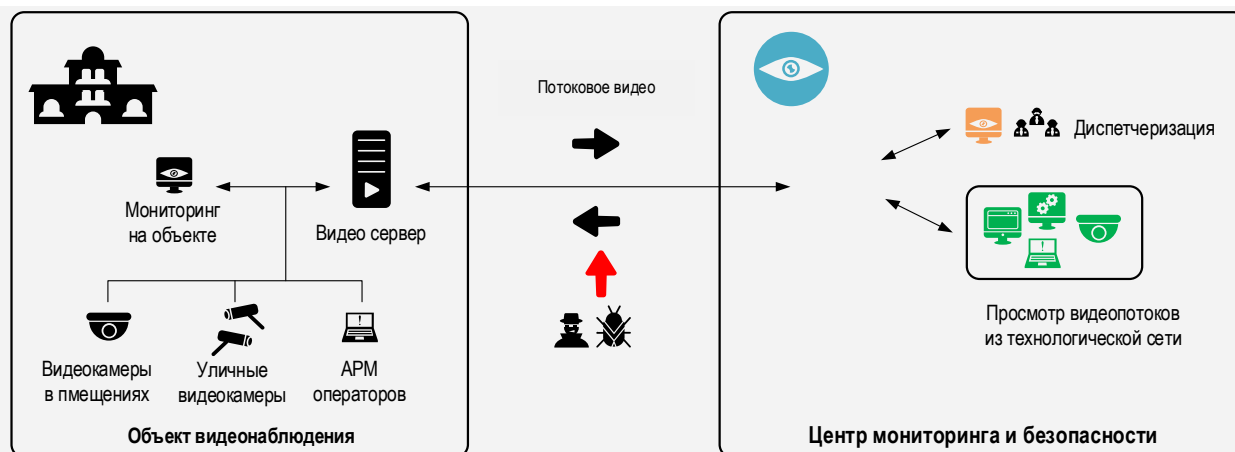 Потоковое видео
Диспетчеризация
Мониторинг
на объекте
Видео сервер
Просмотр видеопотоков
из технологической сети
Видеокамеры
в пмещениях
Уличные
видеокамеры
АРМ
операторов
Объект видеонаблюдения
Центр мониторинга и безопасности